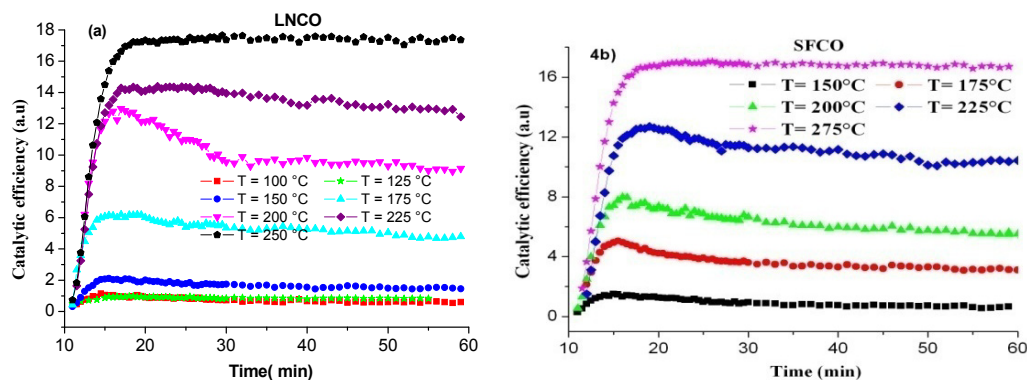 LNCO
(a)
18
16
14
12
10
8
6
4
2
0
Catalytic efficiency (a.u)
T = 100 °C
T = 125 °C
T = 150 °C
T = 175 °C
T = 200 °C
T = 225 °C
T = 250 °C
10 20 30 40 50 60
Time( min)
4b)
SFCO
16
12
8
4
0
Catalytic efficiency (a.u)
T= 150°C
T= 175°C
T= 200°C
T= 225°C
T= 275°C
10 20 30 40 50 60
Time (min)